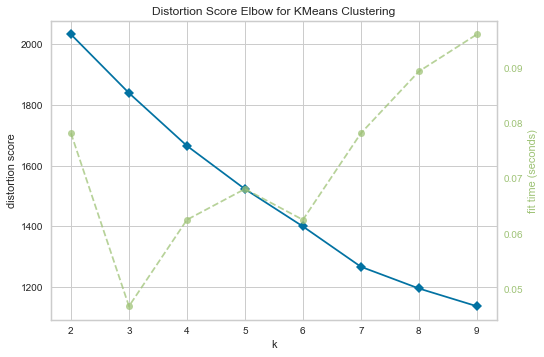 Distortion Score Elbow for KMeans Clustering
2000
1800
1600
1400
1200
distortion score
0.09
0.08
0.07
0.06
0.05
fit time (seconds)
2 3 4 5 6 7 8 9
k